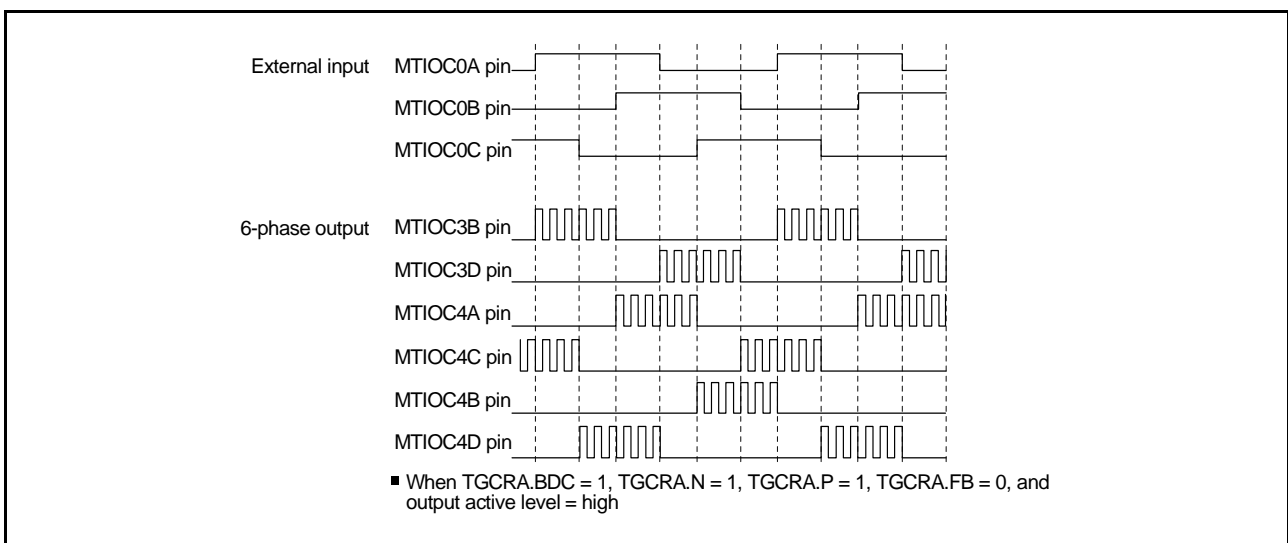 External input MTIOC0A pin
MTIOC0B pin
MTIOC0C pin
6-phase output MTIOC3B pin
MTIOC3D pin
MTIOC4A pin
MTIOC4C pin
MTIOC4B pin
MTIOC4D pin
■ When TGCRA.BDC = 1, TGCRA.N = 1, TGCRA.P = 1, TGCRA.FB = 0, and
output active level = high